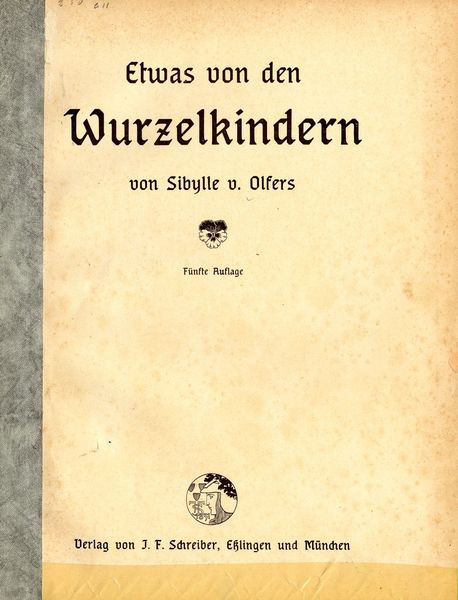 Etwas von den
Wurzelkindern
von Sibylle v. Olfers
Fünfte Auflage
Verlag von J. F. Schreiber, Eßlingen und München